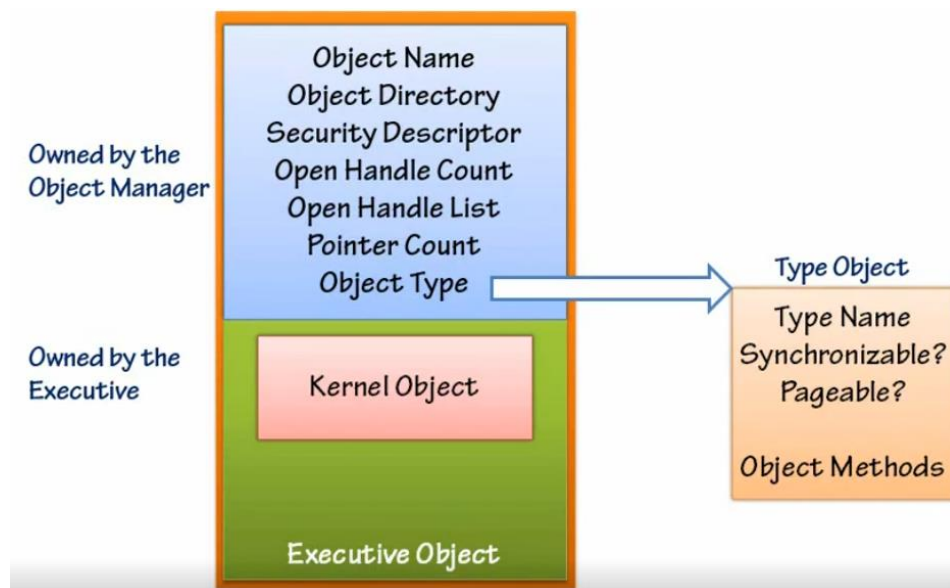 Object Name
Object Directory
Security Descriptor
Open Handle Count
Open Handle List
Pointer Count
Object Type
Owned by the
Object Manager
Type Object
Type Name
Synchronizable?
Pageable?
Object Methods
Owned by the
Executive
Kernel Object
Executive Object